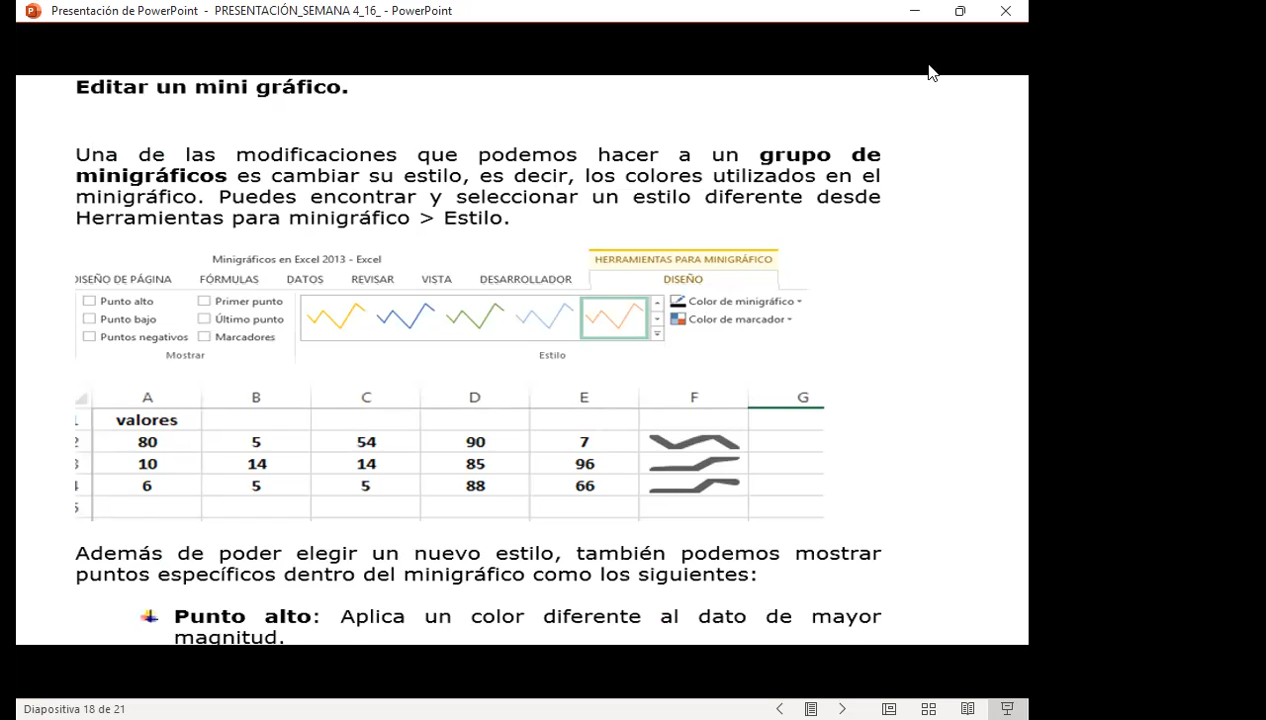 Presentación de PowerPoint - PRESENTACIÓN_SEMANA 4_16_ - PowerPoint
Editar un mini gráfico.
Una de las modificaciones que podemos hacer a un grupo de
minigráficos es cambiar su estilo, es decir, los colores utilizados en el
minigráfico. Puedes encontrar y seleccionar un estilo diferente desde
Herramientas para minigráfico > Estilo.
Minigráficos en Excel 2013 - Excel HERRAMIENTAS PARA MINIGRÁFICO
DISEÑO DE PÁGINA FÓRMULAS DATOS REVISAR VISTA DESARROLLADOR DISEÑO
Punto alto Primer punto Color de minigráfico
Punto bajo Último punto Color de marcador
Puntos negativos Marcadores
Mostrar Estilo
A B C D E F G
1 valores
2 80 5 54 90 7
3 10 14 14 85 96
4 6 5 5 88 66
5
Además de poder elegir un nuevo estilo, también podemos mostrar
puntos específicos dentro del minigráfico como los siguientes:
Punto alto: Aplica un color diferente al dato de mayor
magnitud.
Diapositiva 18 de 21